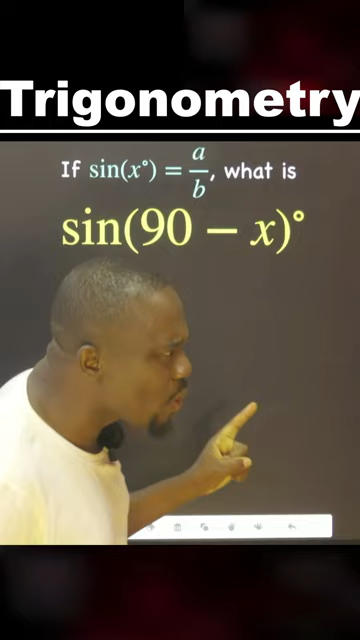 Trigonometry
If sin(x°) = a/b, what is
sin(90 − x)°